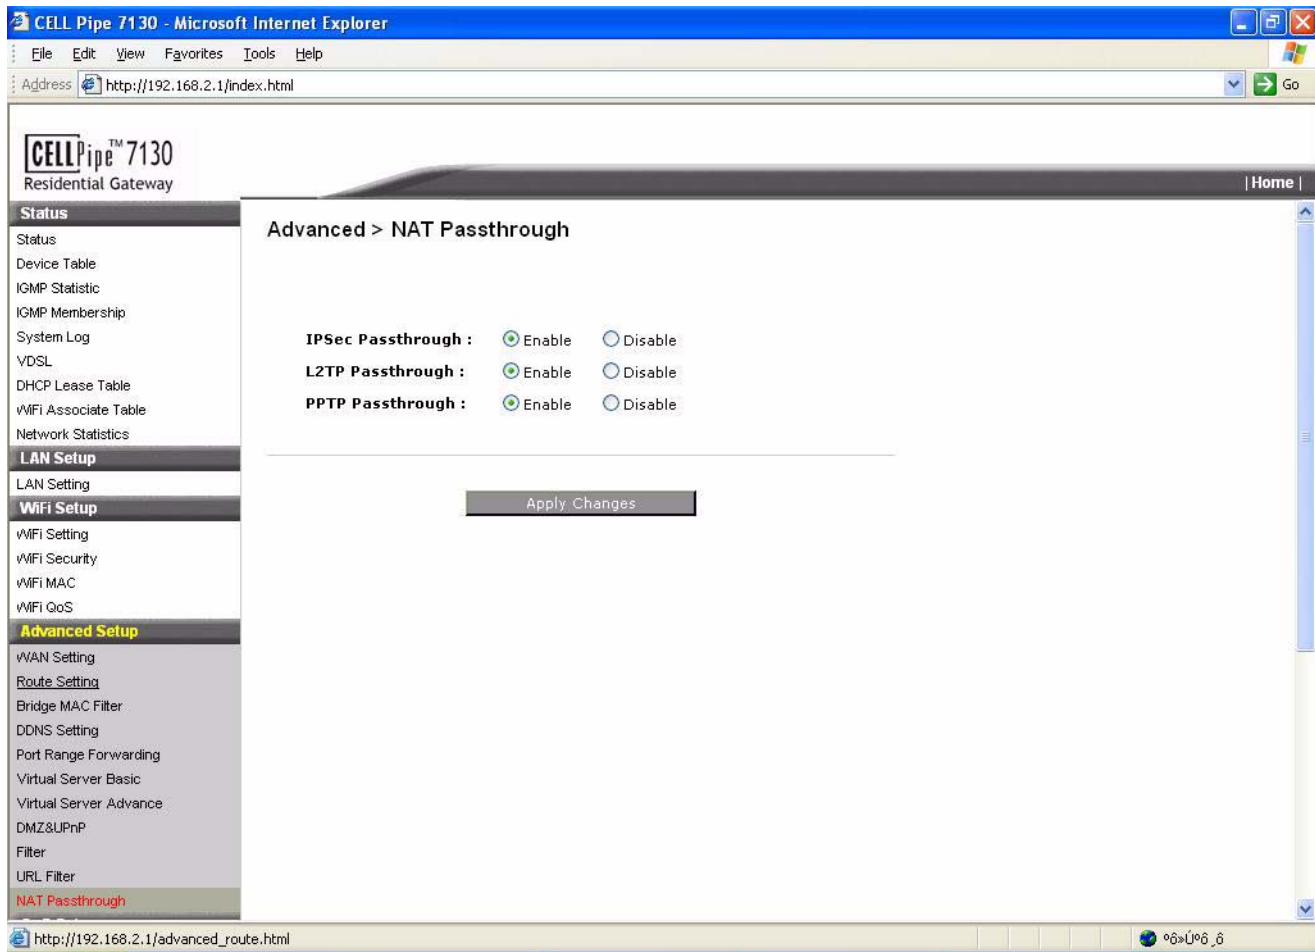 CELL Pipe 7130 - Microsoft Internet Explorer
File Edit View Favorites Tools Help
Address http://192.168.2.1/index.html Go
CELLPipe™ 7130
Residential Gateway
| Home |
Status
Status
Device Table
IGMP Statistic
IGMP Membership
System Log
VDSL
DHCP Lease Table
WiFi Associate Table
Network Statistics
LAN Setup
LAN Setting
WiFi Setup
WiFi Setting
WiFi Security
WiFi MAC
WiFi QoS
Advanced Setup
WAN Setting
Route Setting
Bridge MAC Filter
DDNS Setting
Port Range Forwarding
Virtual Server Basic
Virtual Server Advance
DMZ&UPnP
Filter
URL Filter
NAT Passthrough
Advanced > NAT Passthrough
IPSec Passthrough : Enable Disable
L2TP Passthrough : Enable Disable
PPTP Passthrough : Enable Disable
Apply Changes
http://192.168.2.1/advanced_route.html